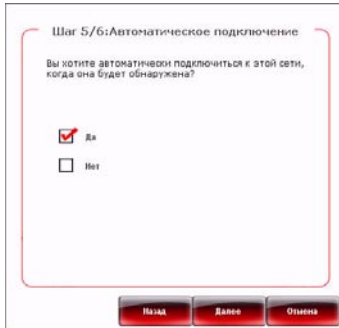 Шаг 5/6:Автоматическое подключение
Вы хотите автоматически подключиться к этой сети,
когда она будет обнаружена?
Да
Нет
Назад Далее Отмена